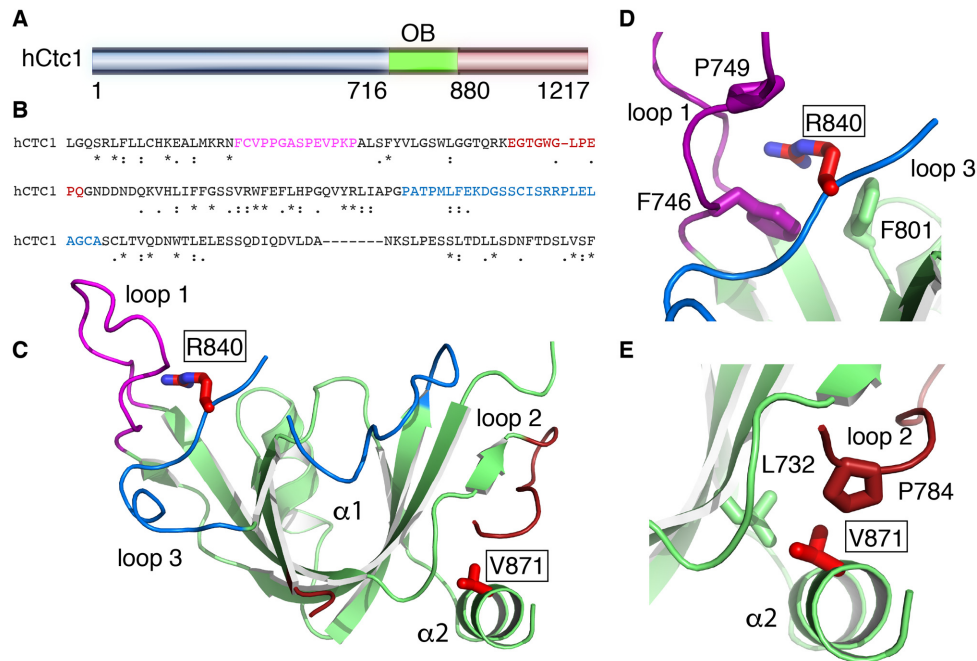 A
OB
hCtc1
1 716 880 1217
B
hCTC1 LGQSRLFLLCHKEALMKRNFCVPPGASPEVPKPALSFYVLGSWLGGTQRKEGTGWG-LPE
hCTC1 PQGNDDNDQKVHLIFFGSSVRWFEFLHPGQVYRLIAPGPATPMLFEKDGSSCISRRPLEL
hCTC1 AGCASCLTVQDNWTLELESSQDIQDVLDA-------NKSLPESSLTDLLSDNFTDSLVSF
C
loop 1
R840
loop 2
α1
loop 3
V871
α2
D
P749
loop 1
R840
loop 3
F746
F801
E
loop 2
L732
P784
V871
α2